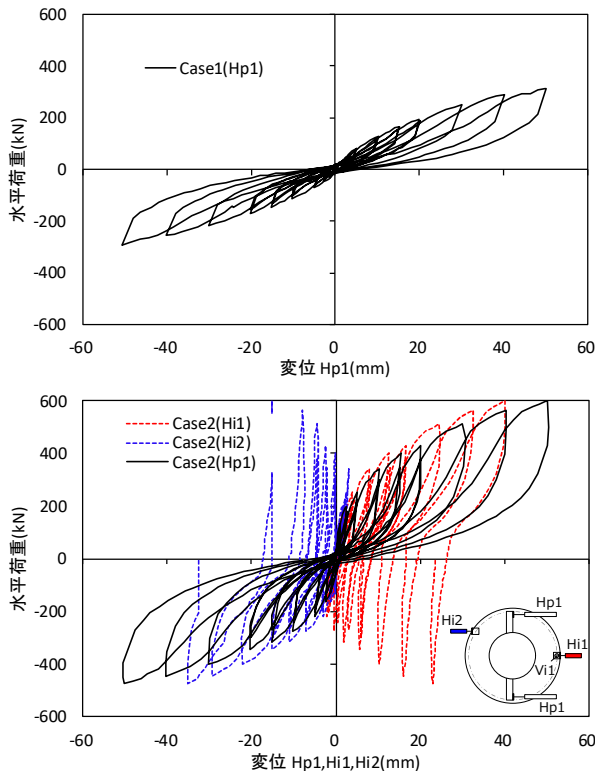 600
400
200
0
-200
-400
-600
水平荷重(kN)
Case1(Hp1)
-60 -40 -20 0 20 40 60
変位 Hp1(mm)
600
400
200
0
-200
-400
-600
水平荷重(kN)
Case2(Hi1)
Case2(Hi2)
Case2(Hp1)
Hp1
Hi2
Hi1
Vi1
Hp1
-60 -40 -20 0 20 40 60
変位 Hp1,Hi1,Hi2(mm)